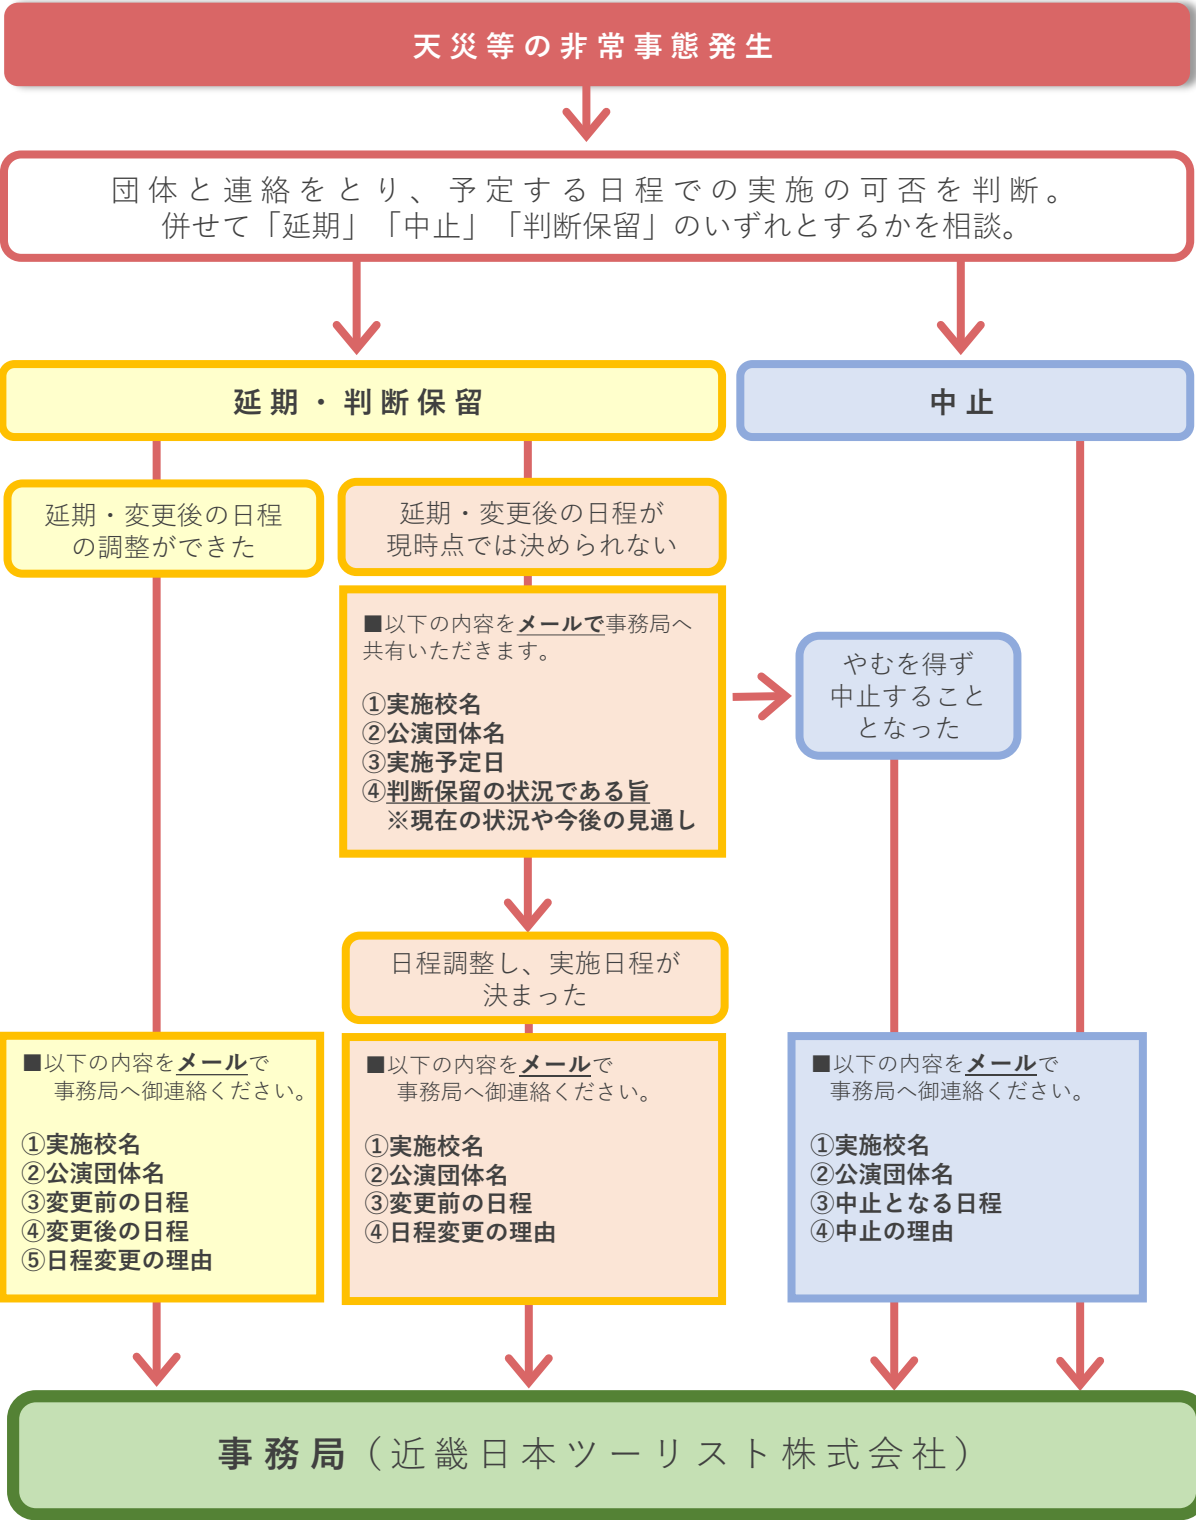 天災等の非常事態発生
団体と連絡をとり、予定する日程での実施の可否を判断。
併せて「延期」「中止」「判断保留」のいずれとするかを相談。
延期・判断保留
中止
延期・変更後の日程
の調整ができた
延期・変更後の日程が
現時点では決められない
■以下の内容をメールで事務局へ
共有いただきます。
①実施校名
②公演団体名
③実施予定日
④判断保留の状況である旨
※現在の状況や今後の見通し
やむを得ず
中止すること
となった
日程調整し、実施日程が
決まった
■以下の内容をメールで
事務局へ御連絡ください。
①実施校名
②公演団体名
③変更前の日程
④変更後の日程
⑤日程変更の理由
■以下の内容をメールで
事務局へ御連絡ください。
①実施校名
②公演団体名
③変更前の日程
④日程変更の理由
■以下の内容をメールで
事務局へ御連絡ください。
①実施校名
②公演団体名
③中止となる日程
④中止の理由
事務局（近畿日本ツーリスト株式会社）